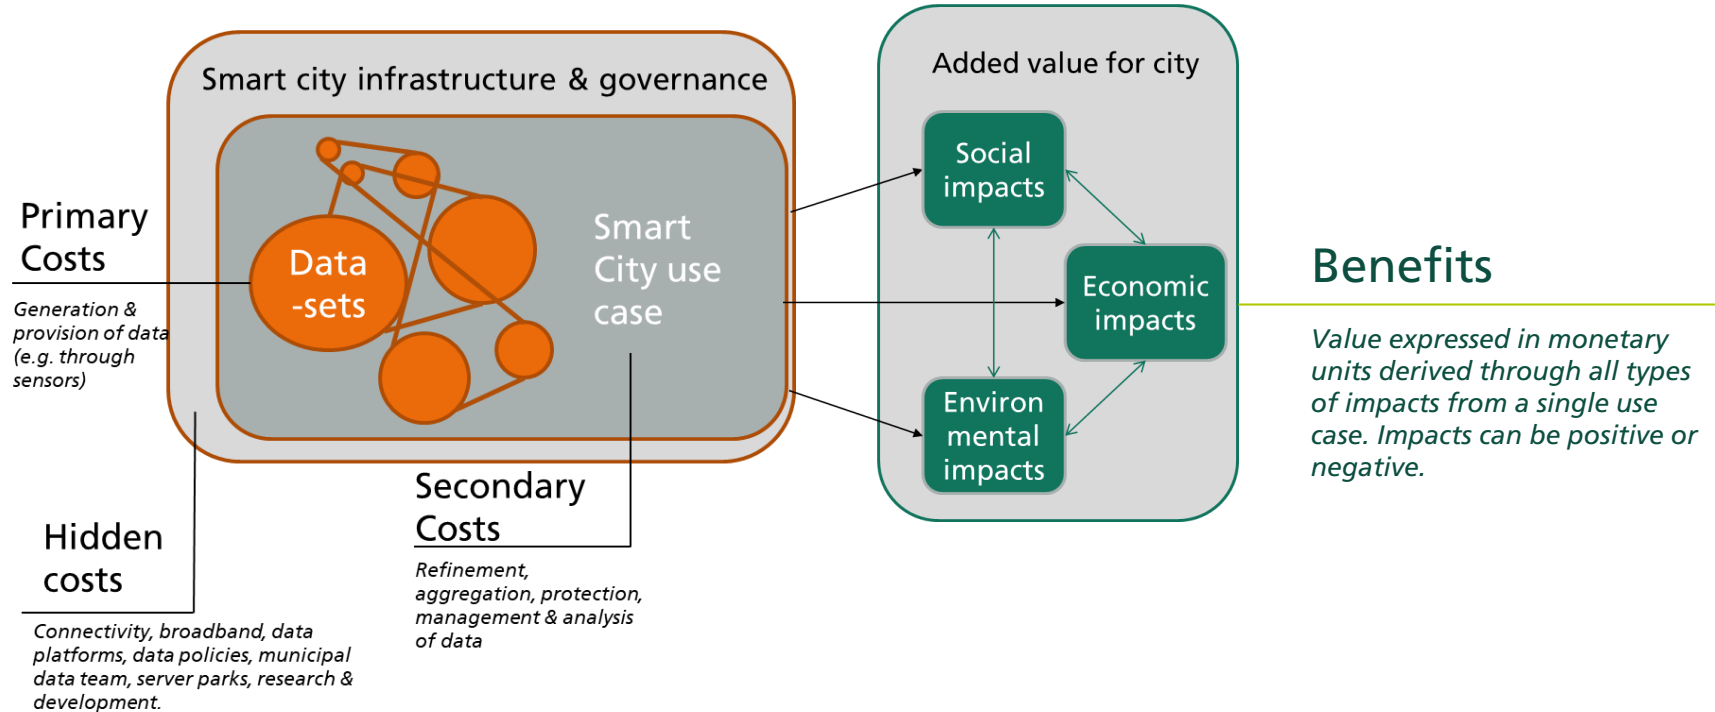 Smart city infrastructure & governance
Primary
Costs
Generation &
provision of data
(e.g. through
sensors)
Data
-sets
Smart
City use
case
Hidden
costs
Connectivity, broadband, data
platforms, data policies, municipal
data team, server parks, research &
development.
Secondary
Costs
Refinement,
aggregation, protection,
management & analysis
of data
Added value for city
Social
impacts
Economic
impacts
Environ
mental
impacts
Benefits
Value expressed in monetary
units derived through all types
of impacts from a single use
case. Impacts can be positive or
negative.